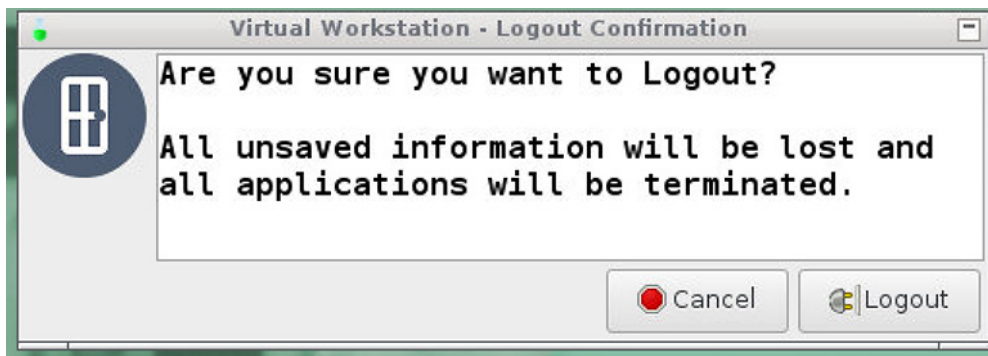 Virtual Workstation - Logout Confirmation
Are you sure you want to Logout?
All unsaved information will be lost and
all applications will be terminated.
Cancel
Logout